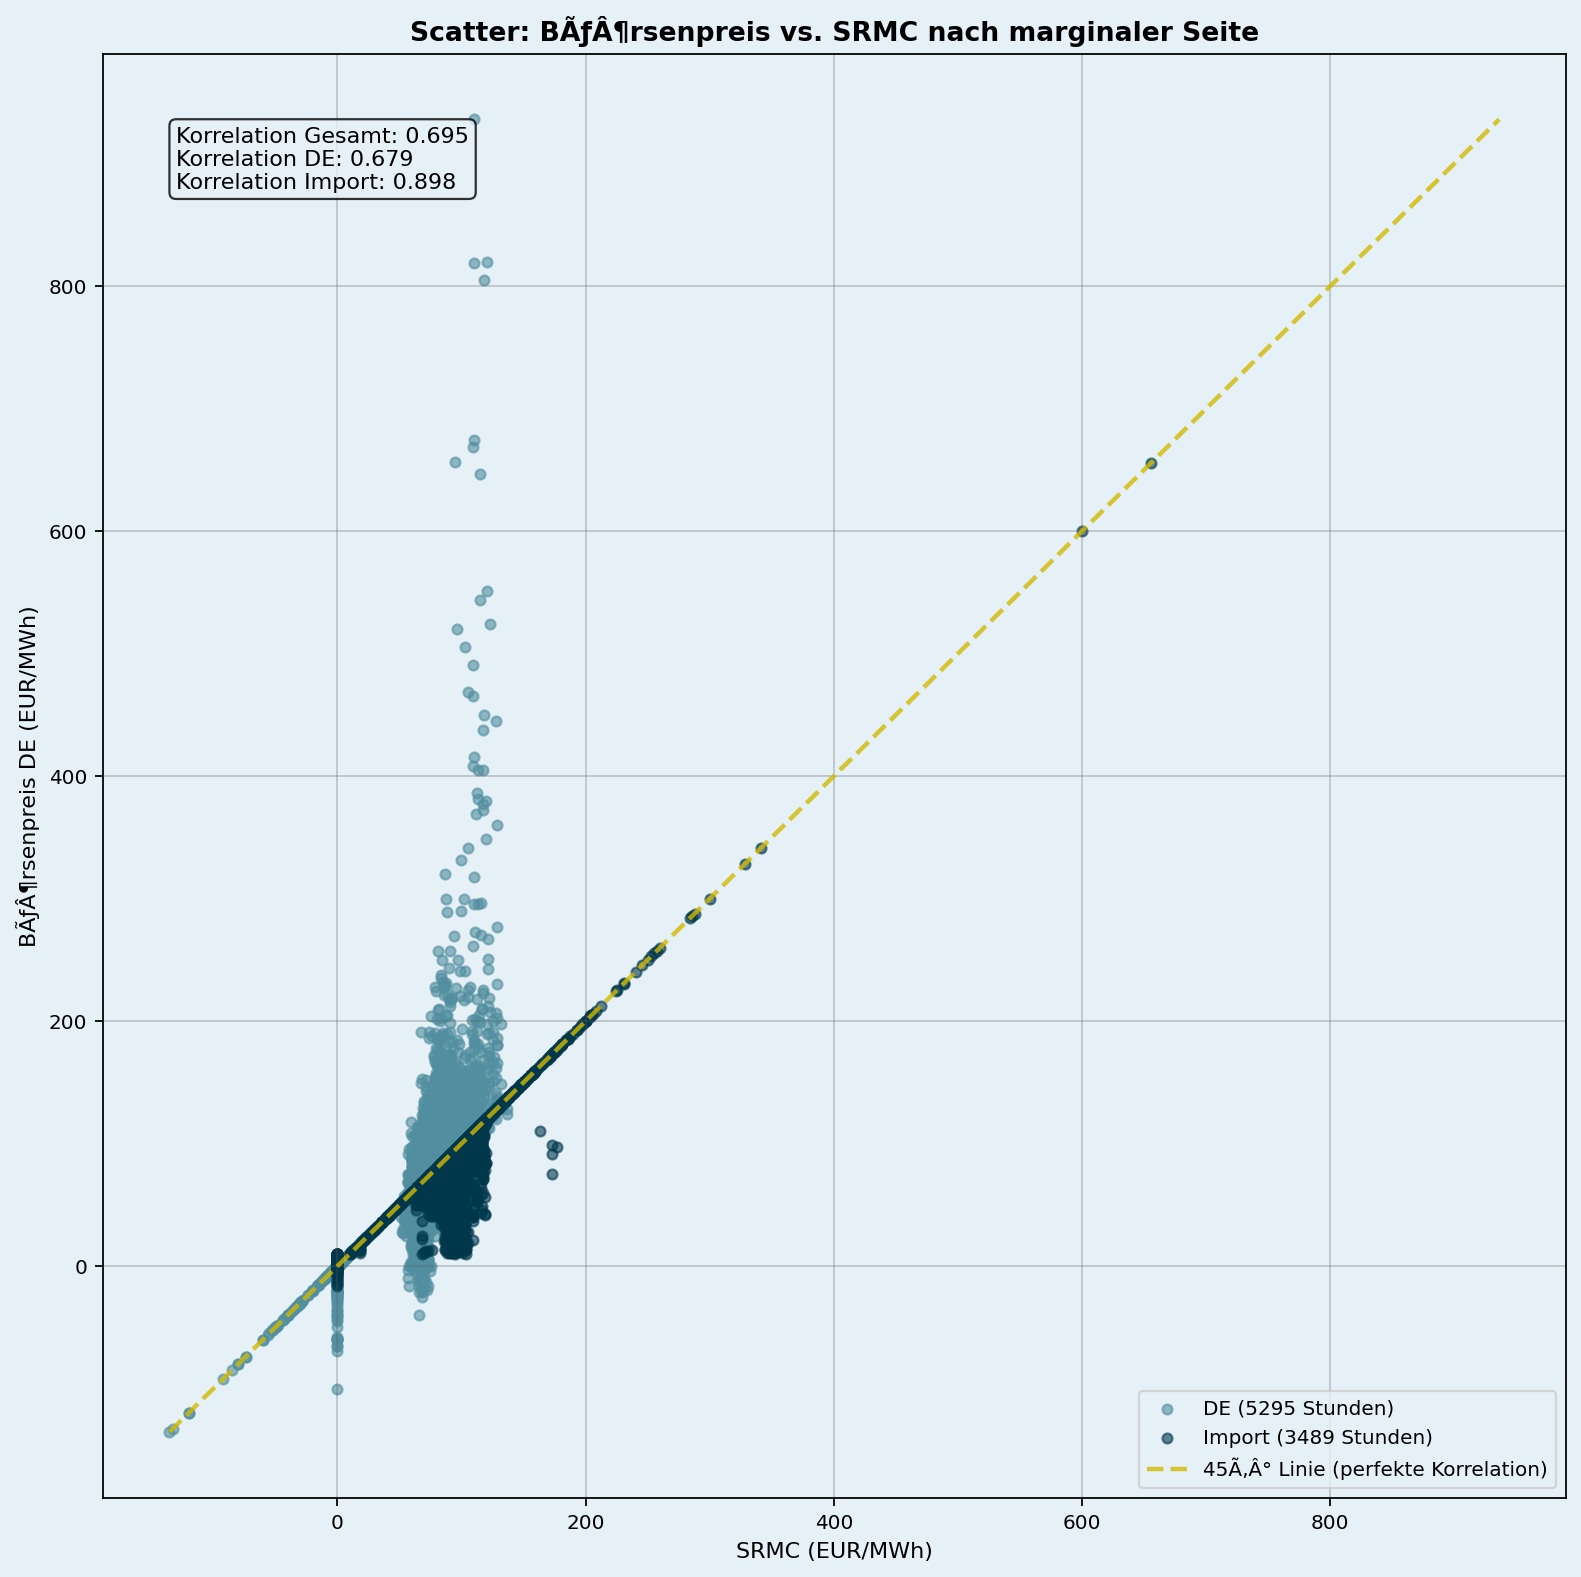 Scatter: BÃƒÂ¶rsenpreis vs. SRMC nach marginaler Seite
Korrelation Gesamt: 0.695
Korrelation DE: 0.679
Korrelation Import: 0.898
BÃƒÂ¶rsenpreis DE (EUR/MWh)
800
600
400
200
0
DE (5295 Stunden)
Import (3489 Stunden)
45Ã‚Â° Linie (perfekte Korrelation)
0 200 400 600 800
SRMC (EUR/MWh)